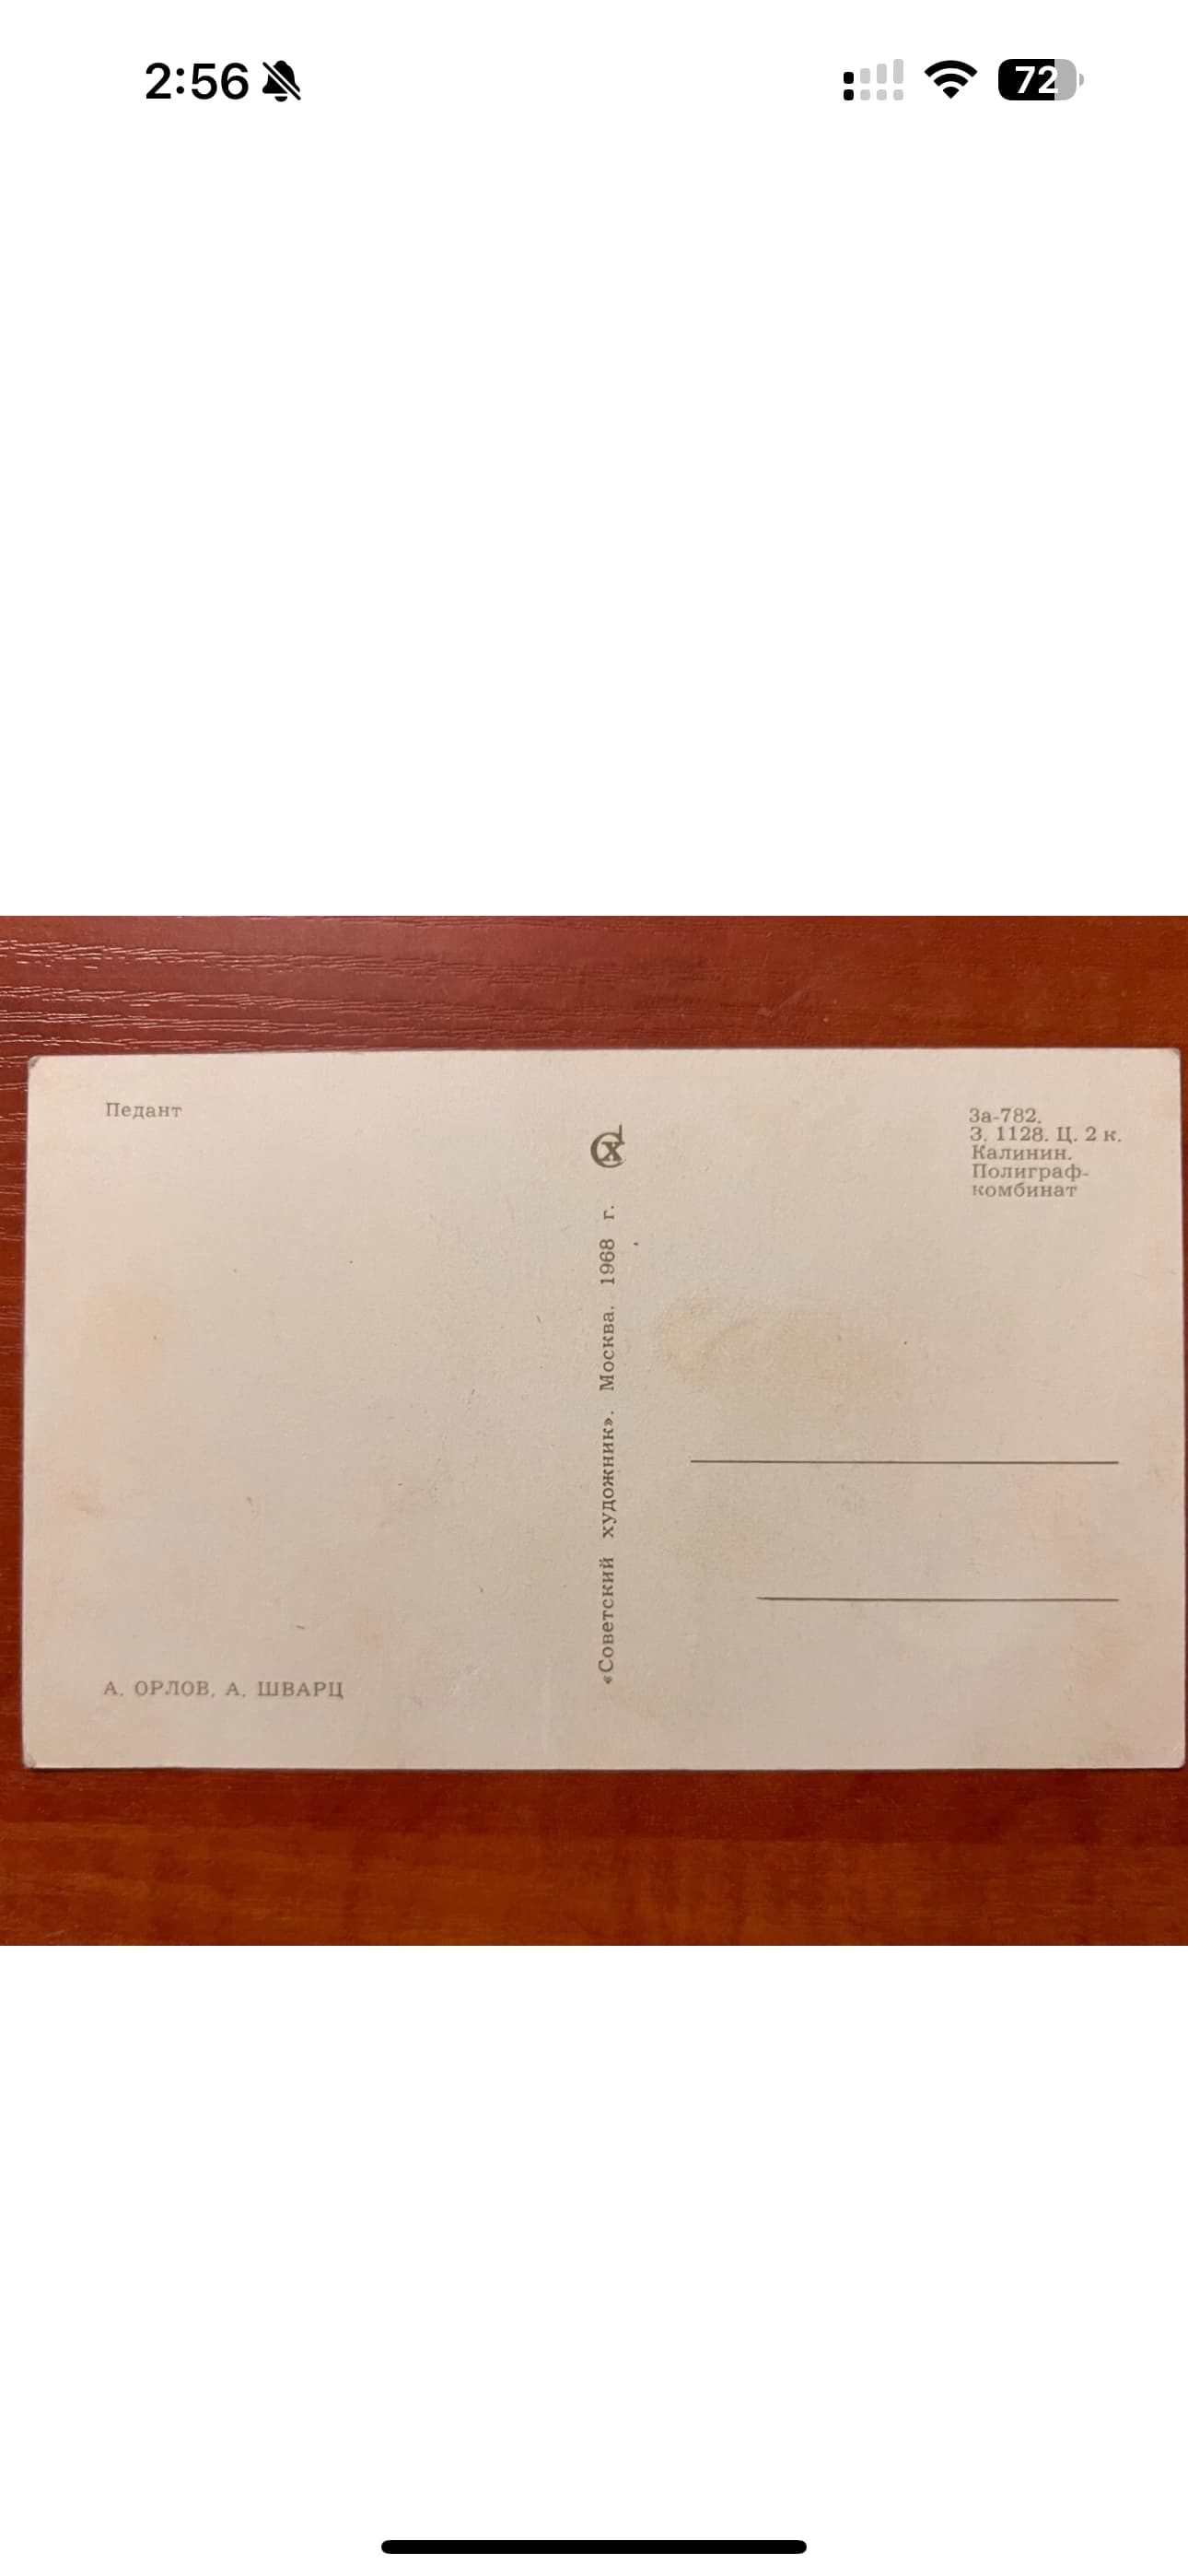 2:56
72
Педант
За-782.
З. 1128. Ц. 2 к.
Калинин.
Полиграф-
комбинат
«Советский художник». Москва. 1968 г.
А. ОРЛОВ, А. ШВАРЦ